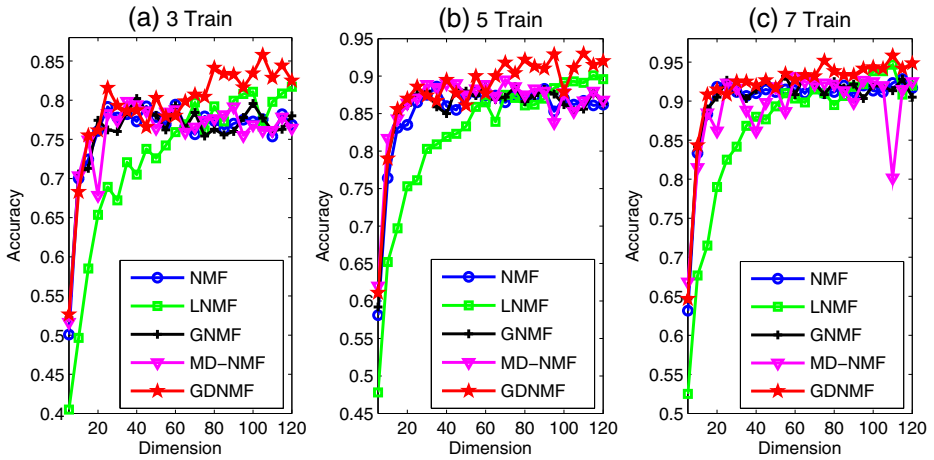 (a) 3 Train
Accuracy
0.85
0.8
0.75
0.7
0.65
0.6
0.55
0.5
0.45
0.4
NMF
LNMF
GNMF
MD-NMF
GDNMF
20 40 60 80 100 120
Dimension
(b) 5 Train
Accuracy
0.95
0.9
0.85
0.8
0.75
0.7
0.65
0.6
0.55
0.5
0.45
NMF
LNMF
GNMF
MD-NMF
GDNMF
20 40 60 80 100 120
Dimension
(c) 7 Train
Accuracy
0.95
0.9
0.85
0.8
0.75
0.7
0.65
0.6
0.55
0.5
NMF
LNMF
GNMF
MD-NMF
GDNMF
20 40 60 80 100 120
Dimension